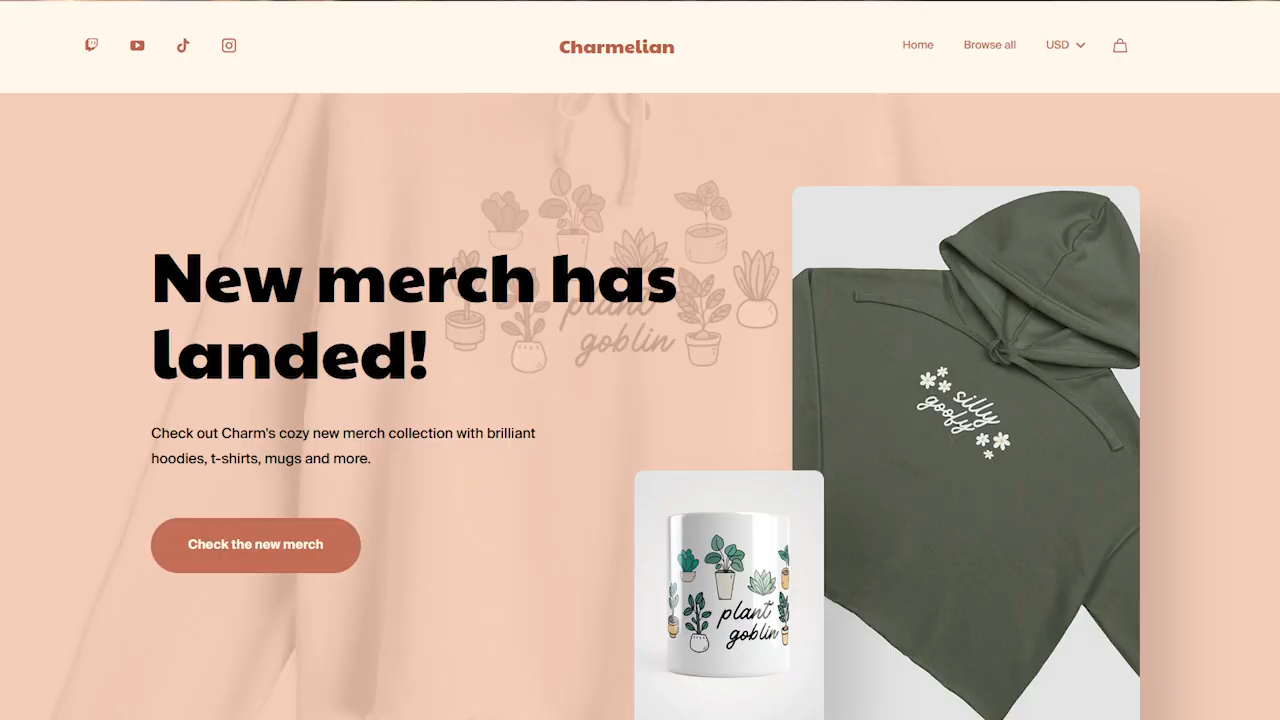 Charmelian
Home
Browse all
USD
plant
goblin
New merch has
landed!
Check out Charm's cozy new merch collection with brilliant
hoodies, t-shirts, mugs and more.
Check the new merch
silly
goofy
plant
goblin